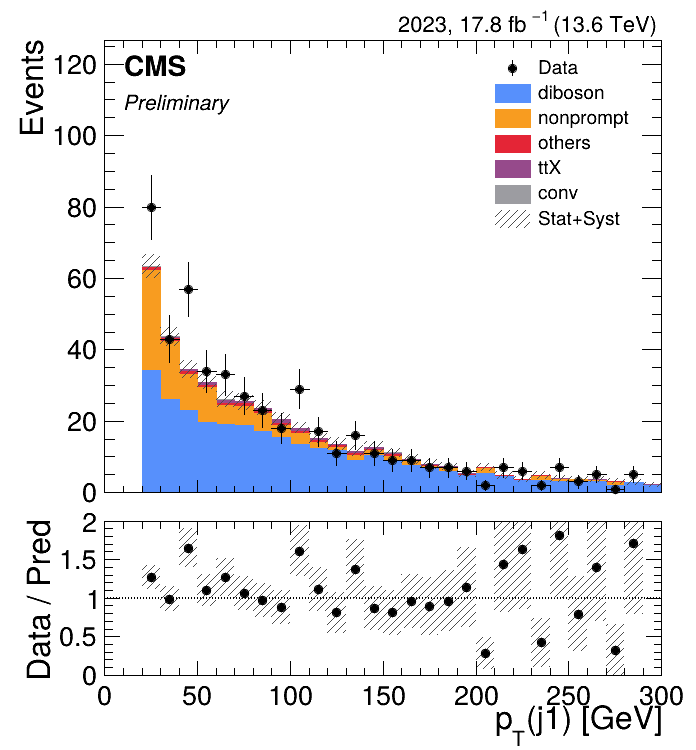 2023, 17.8 fb⁻¹ (13.6 TeV)
CMS
Preliminary
Data
diboson
nonprompt
others
ttX
conv
Stat+Syst
Events
120
100
80
60
40
20
0
Data / Pred
2
1.5
1
0.5
0
0 50 100 150 200 250 300
p_T(j1) [GeV]